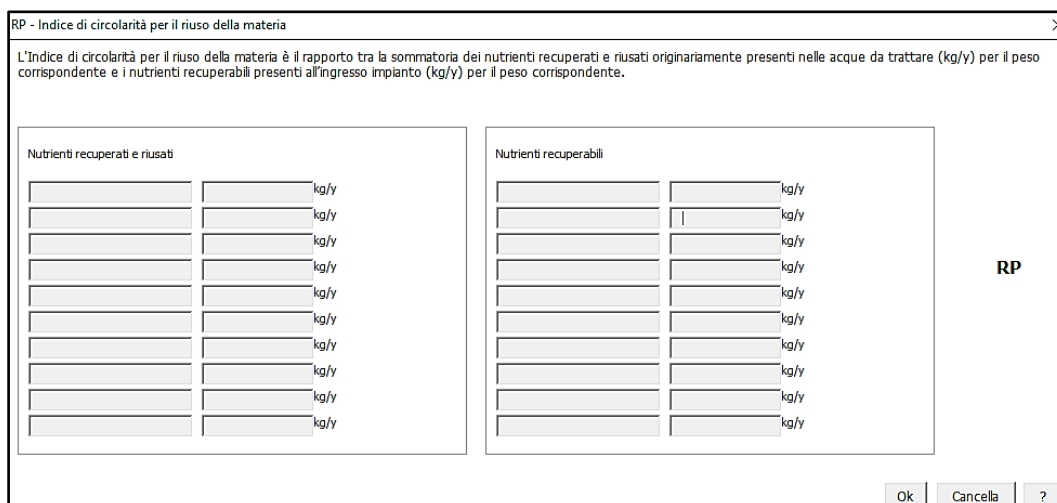 RP - Indice di circolarità per il riuso della materia
L'Indice di circolarità per il riuso della materia è il rapporto tra la sommatoria dei nutrienti recuperati e riusati originariamente presenti nelle acque da trattare (kg/y) per il peso
corrispondente e i nutrienti recuperabili presenti all'ingresso impianto (kg/y) per il peso corrispondente.
Nutrienti recuperati e riusati
kg/y
kg/y
kg/y
kg/y
kg/y
kg/y
kg/y
kg/y
kg/y
kg/y
Nutrienti recuperabili
kg/y
kg/y
kg/y
kg/y
kg/y
kg/y
kg/y
kg/y
kg/y
kg/y
RP
Ok Cancella ?